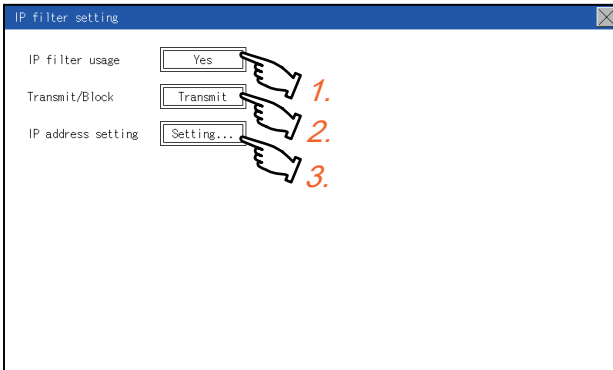 IP filter setting
IP filter usage Yes
1.
Transmit/Block Transmit
2.
IP address setting Setting...
3.